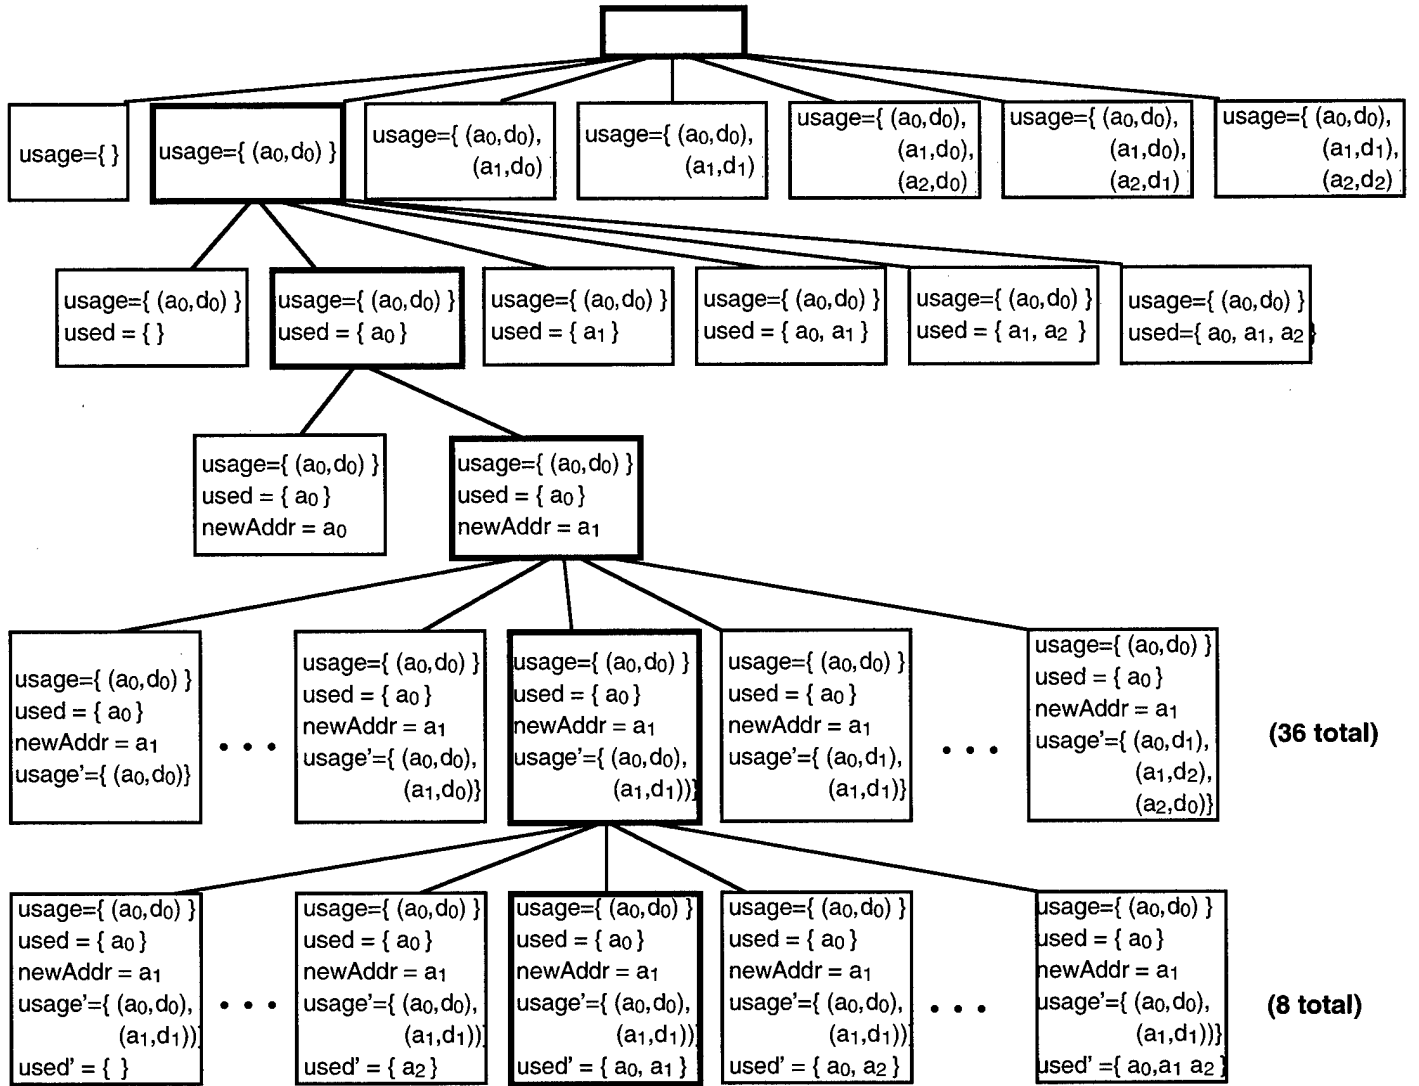 usage={ }
usage={ (a0,d0) }
usage={ (a0,d0),
(a1,d0)
usage={ (a0,d0),
(a1,d1)
usage={ (a0,d0),
(a1,d0),
(a2,d0)
usage={ (a0,d0),
(a1,d0),
(a2,d1)
usage={ (a0,d0),
(a1,d1),
(a2,d2)
usage={ (a0,d0) }
used = { }
usage={ (a0,d0) }
used = { a0 }
usage={ (a0,d0) }
used = { a1 }
usage={ (a0,d0) }
used = { a0, a1 }
usage={ (a0,d0) }
used = { a1, a2 }
usage={ (a0,d0) }
used={ a0, a1, a2 }
usage={ (a0,d0) }
used = { a0 }
newAddr = a0
usage={ (a0,d0) }
used = { a0 }
newAddr = a1
usage={ (a0,d0) }
used = { a0 }
newAddr = a1
usage'={ (a0,d0)}
• • •
usage={ (a0,d0) }
used = { a0 }
newAddr = a1
usage'={ (a0,d0),
(a1,d0)}
usage={ (a0,d0) }
used = { a0 }
newAddr = a1
usage'={ (a0,d0),
(a1,d1))}
usage={ (a0,d0) }
used = { a0 }
newAddr = a1
usage'={ (a0,d1),
(a1,d1)}
• • •
usage={ (a0,d0) }
used = { a0 }
newAddr = a1
usage'={ (a0,d1),
(a1,d2),
(a2,d0)}
(36 total)
usage={ (a0,d0) }
used = { a0 }
newAddr = a1
usage'={ (a0,d0),
(a1,d1))}
used' = { }
• • •
usage={ (a0,d0) }
used = { a0 }
newAddr = a1
usage'={ (a0,d0),
(a1,d1))}
used' = { a2 }
usage={ (a0,d0) }
used = { a0 }
newAddr = a1
usage'={ (a0,d0),
(a1,d1))}
used' = { a0, a1 }
usage={ (a0,d0) }
used = { a0 }
newAddr = a1
usage'={ (a0,d0),
(a1,d1))
used' = { a0, a2 }
• • •
usage={ (a0,d0) }
used = { a0 }
newAddr = a1
usage'={ (a0,d0),
(a1,d1))}
used' ={ a0,a1 a2 }
(8 total)